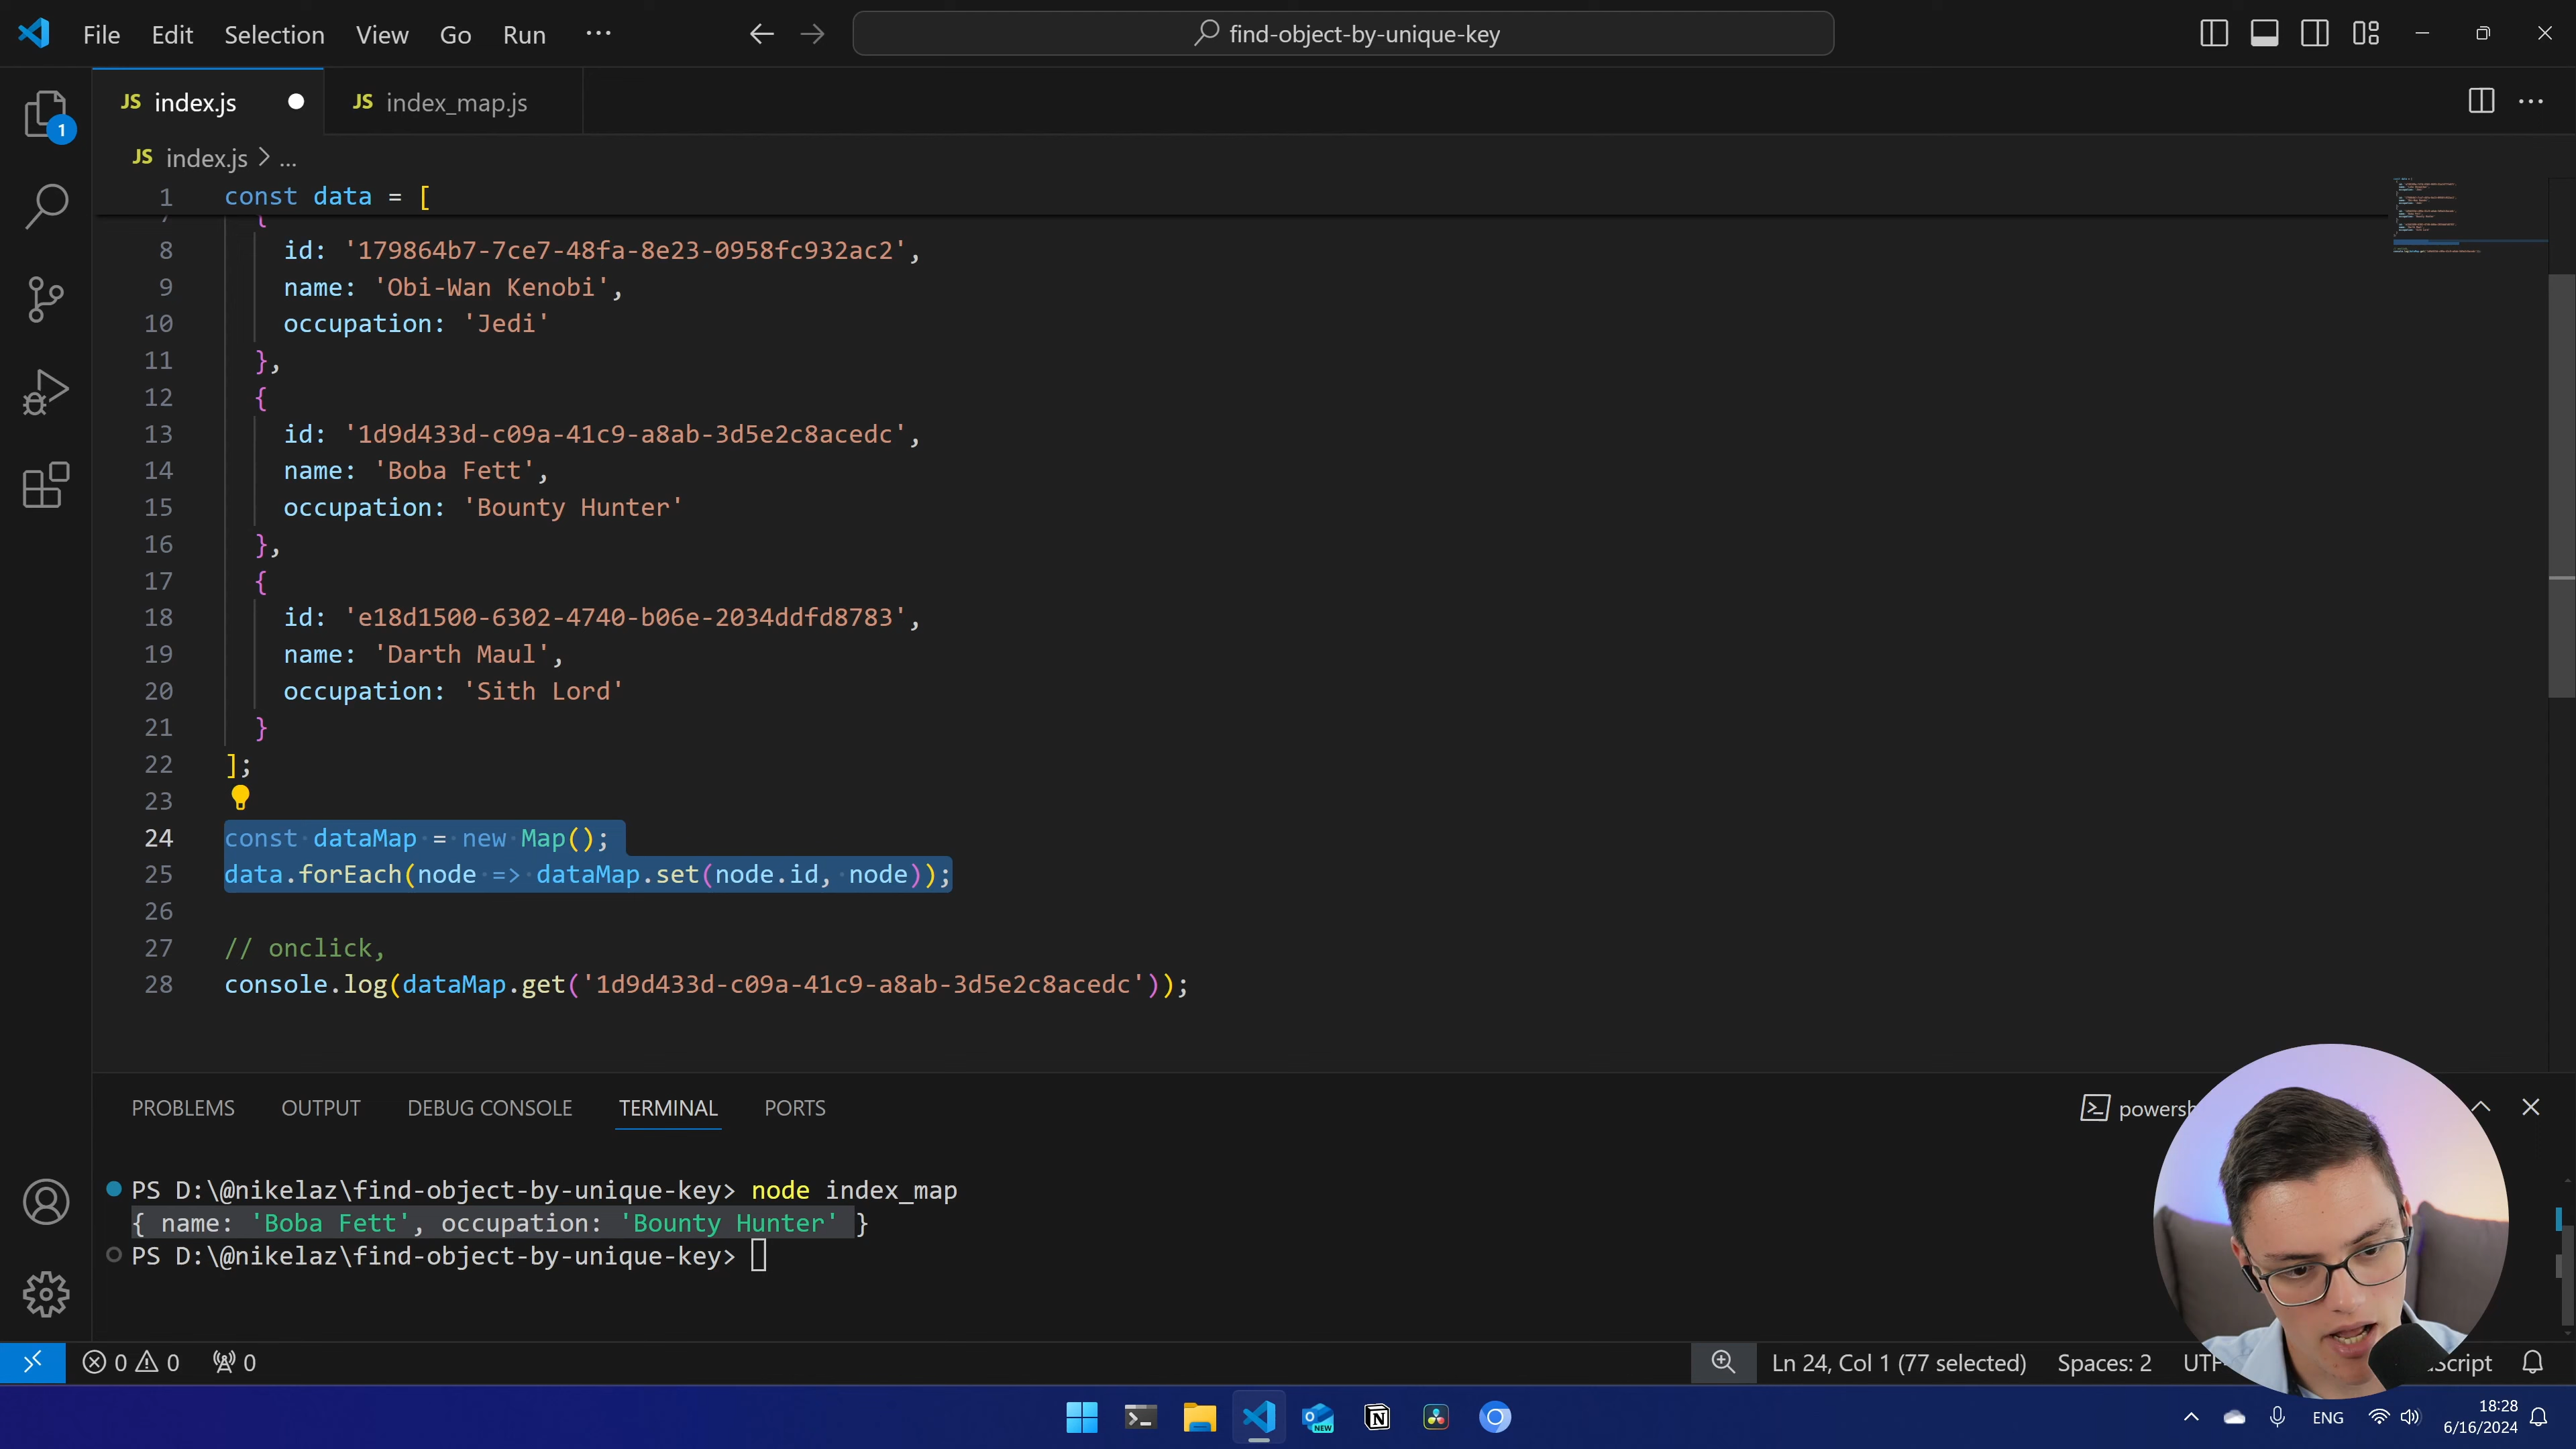 File Edit Selection View Go Run ...
find-object-by-unique-key
1
JS index.js
JS index_map.js
JS index.js > ...
1 const data = [
7 {
8 id: '179864b7-7ce7-48fa-8e23-0958fc932ac2',
9 name: 'Obi-Wan Kenobi',
10 occupation: 'Jedi'
11 },
12 {
13 id: '1d9d433d-c09a-41c9-a8ab-3d5e2c8acedc',
14 name: 'Boba Fett',
15 occupation: 'Bounty Hunter'
16 },
17 {
18 id: 'e18d1500-6302-4740-b06e-2034ddfd8783',
19 name: 'Darth Maul',
20 occupation: 'Sith Lord'
21 }
22 ];
23
24 const dataMap = new Map();
25 data.forEach(node => dataMap.set(node.id, node));
26
27 // onclick,
28 console.log(dataMap.get('1d9d433d-c09a-41c9-a8ab-3d5e2c8acedc'));
PROBLEMS OUTPUT DEBUG CONSOLE TERMINAL PORTS
PS D:\@nikelaz\find-object-by-unique-key> node index_map
{ name: 'Boba Fett', occupation: 'Bounty Hunter' }
PS D:\@nikelaz\find-object-by-unique-key>
0 0 0
Ln 24, Col 1 (77 selected) Spaces: 2
NEW
ENG
18:28
6/16/2024